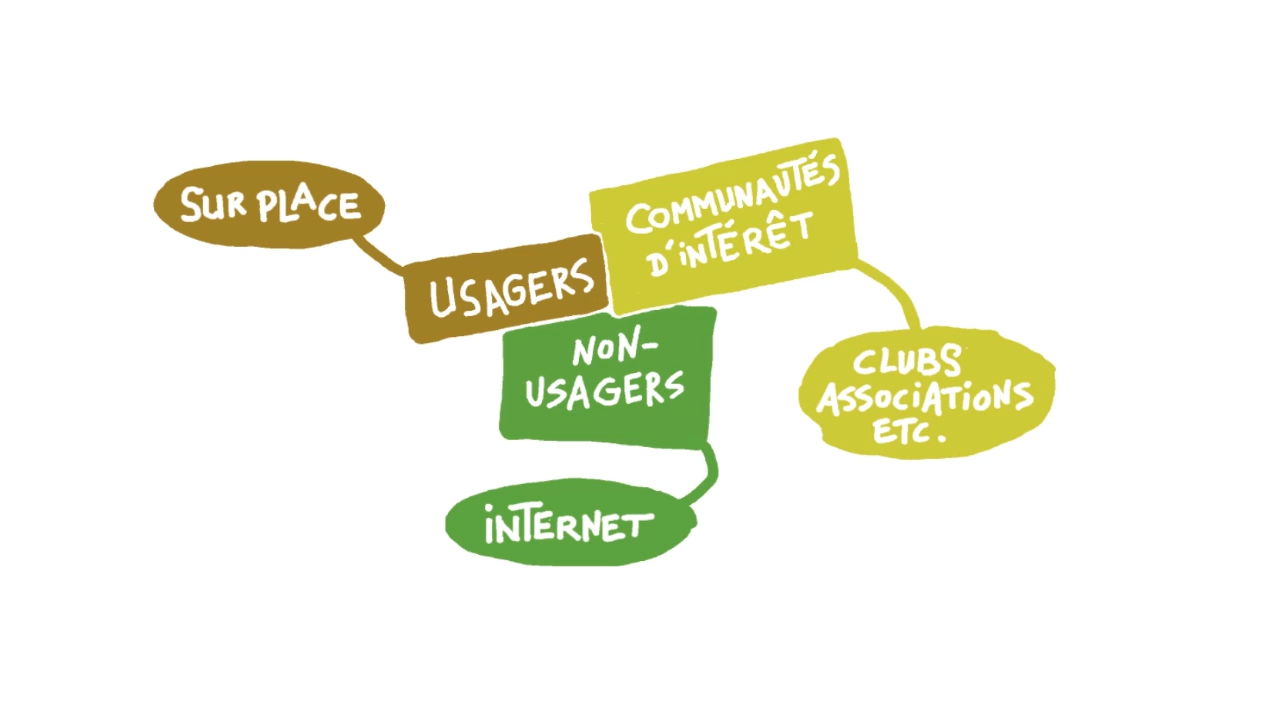 SUR PLACE
USAGERS
COMMUNAUTÉS
D'iNTÉRÊT
NON-
USAGERS
CLUBS
ASSOCiATiONS
ETC.
iNTERNET